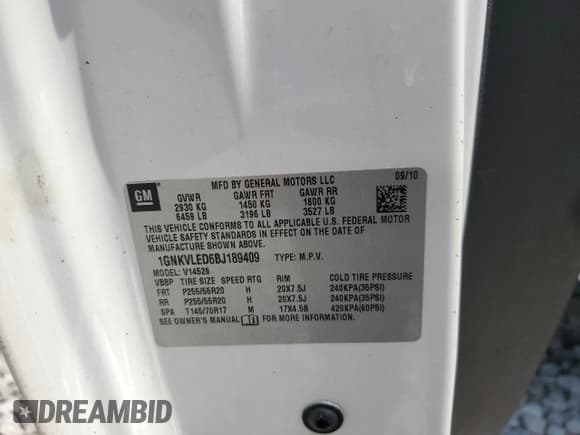 09/10
GM
MFD BY GENERAL MOTORS LLC
GVWR GAWR FRT GAWR RR
2930 KG 1450 KG 1600 KG
6459 LB 3196 LB 3527 LB
THIS VEHICLE CONFORMS TO ALL APPLICABLE U.S. FEDERAL MOTOR
VEHICLE SAFETY STANDARDS IN EFFECT ON THE DATE OF
MANUFACTURE SHOWN ABOVE.
1GNKVLED6BJ189409 TYPE: M.P.V.
MODEL: V14526
VBBP TIRE SIZE SPEED RTG RIM COLD TIRE PRESSURE
FRT P255/55R20 H 20X7.5J 240KPA(35PSI)
RR P255/55R20 H 20X7.5J 240KPA(35PSI)
SPA T145/70R17 M 17X4.5B 420KPA(60PSI)
SEE OWNER'S MANUAL FOR MORE INFORMATION.
DREAMBID